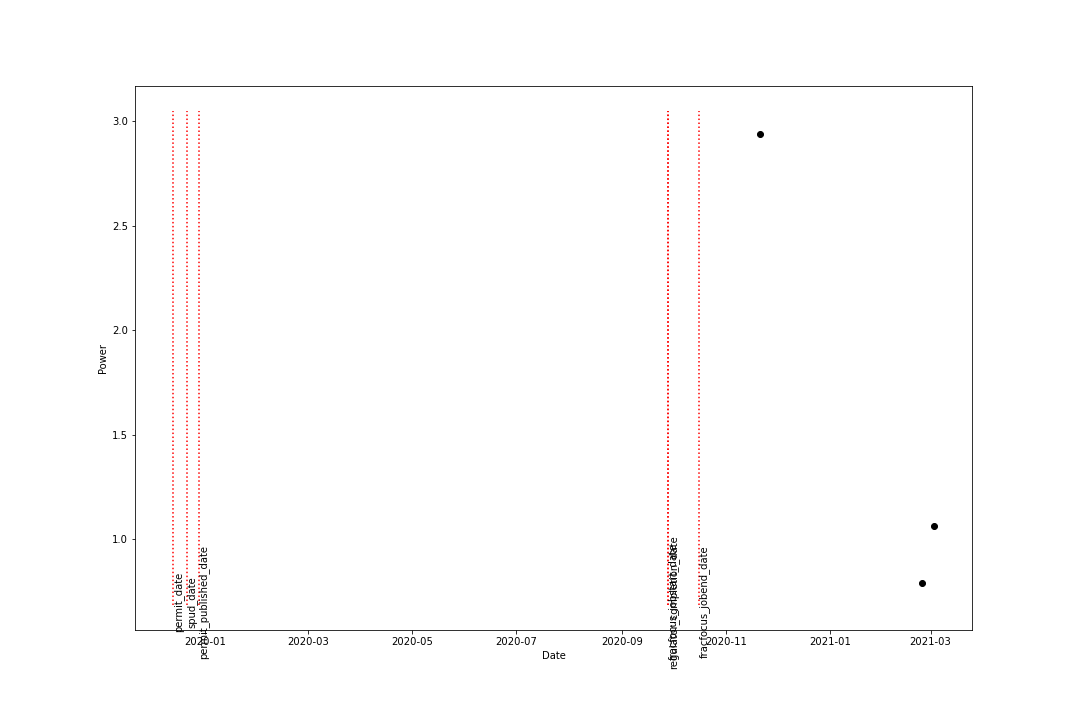 3.0
2.5
2.0
1.5
1.0
Power
permit_date
spud_date
permit_published_date
fracfocus_jobend_date
2020-01 2020-03 2020-05 2020-07 2020-09 2020-11 2021-01 2021-03
Date